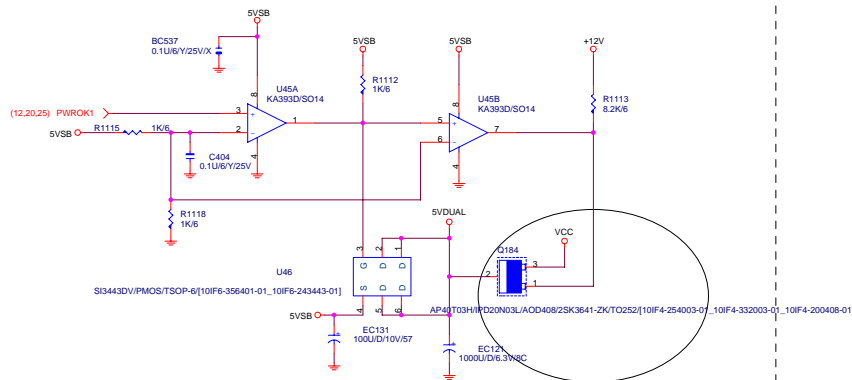 5VSB
BC537
0.1U/6/Y/25V/X
5VSB
5VSB
+12V
U45A
KA393D/SO14
R1112
1K/6
U45B
KA393D/SO14
R1113
8.2K/6
(12,20,25) PWROK1
8
3
+
2
-
1
4
8
5
+
6
-
7
4
5VSB
R1115
1K/6
C404
0.1U/6/Y/25V
R1118
1K/6
5VDUAL
VCC
Q184
3
2
1
U46
3
2
1
G
D
D
S
D
D
4
5
6
SI3443DV/PMOS/TSOP-6/[10IF6-356401-01_10IF6-243443-01]
AP40T03H/IPD20N03L/AOD408/2SK3641-ZK/TO252/[10IF4-254003-01_10IF4-332003-01_10IF4-200408-01
5VSB
EC131
100U/D/10V/57
EC121
1000U/D/6.3V/8C